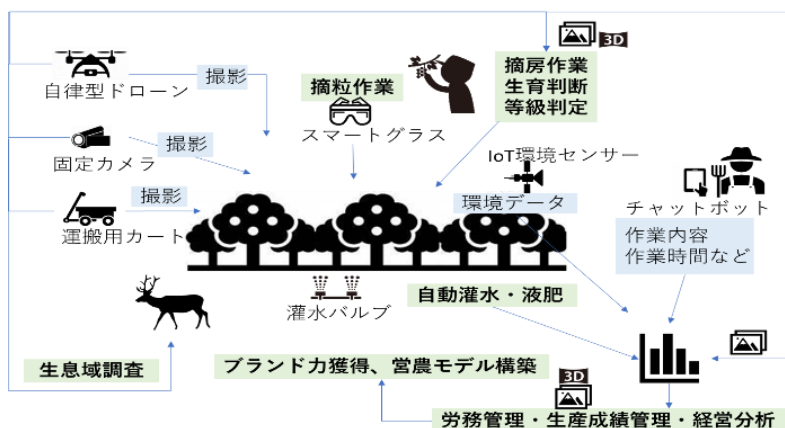 3D
自律型ドローン
撮影
摘粒作業
スマートグラス
摘房作業
生育判断
等級判定
固定カメラ
撮影
IoT環境センサー
環境データ
運搬用カート
撮影
チャットボット
作業内容
作業時間など
灌水バルブ
自動灌水・液肥
生息域調査
ブランド力獲得、営農モデル構築
3D
労務管理・生産成績管理・経営分析